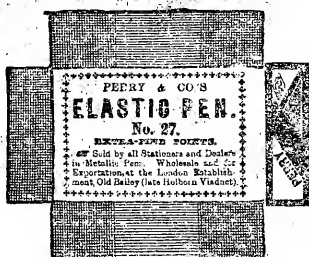 PERRY & CO'S
ELASTIC PEN.
No. 27.
EXTRA-FINE POINTS.
☞ Sold by all Stationers and Dealers
in Metallic Pens. Wholesale and for
Exportation, at the London Establish-
ment, Old Bailey (late Holborn Viaduct).
PERRY